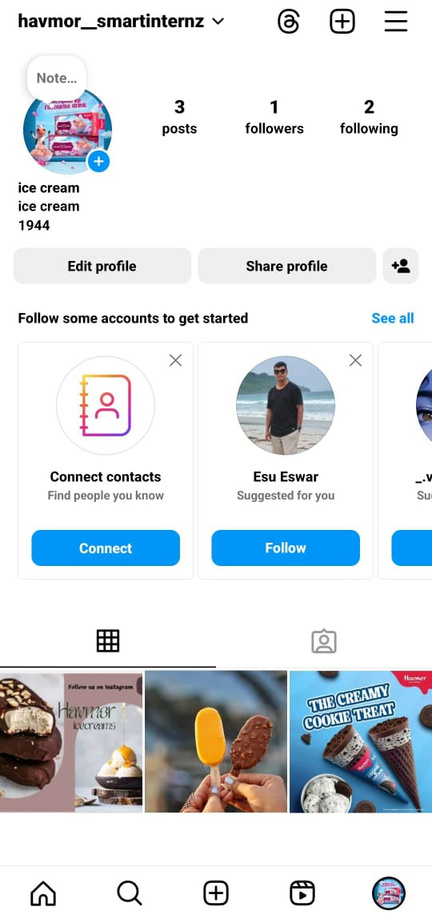 havmor__smartinternz
Note...
3
posts
1
followers
2
following
ice cream
ice cream
1944
Edit profile
Share profile
Follow some accounts to get started
See all
Connect contacts
Find people you know
Connect
Esu Eswar
Suggested for you
Follow
_.v
Su
Follow us on Instagram
Havmor
icecreams
Havmor
THE CREAMY
COOKIE TREAT